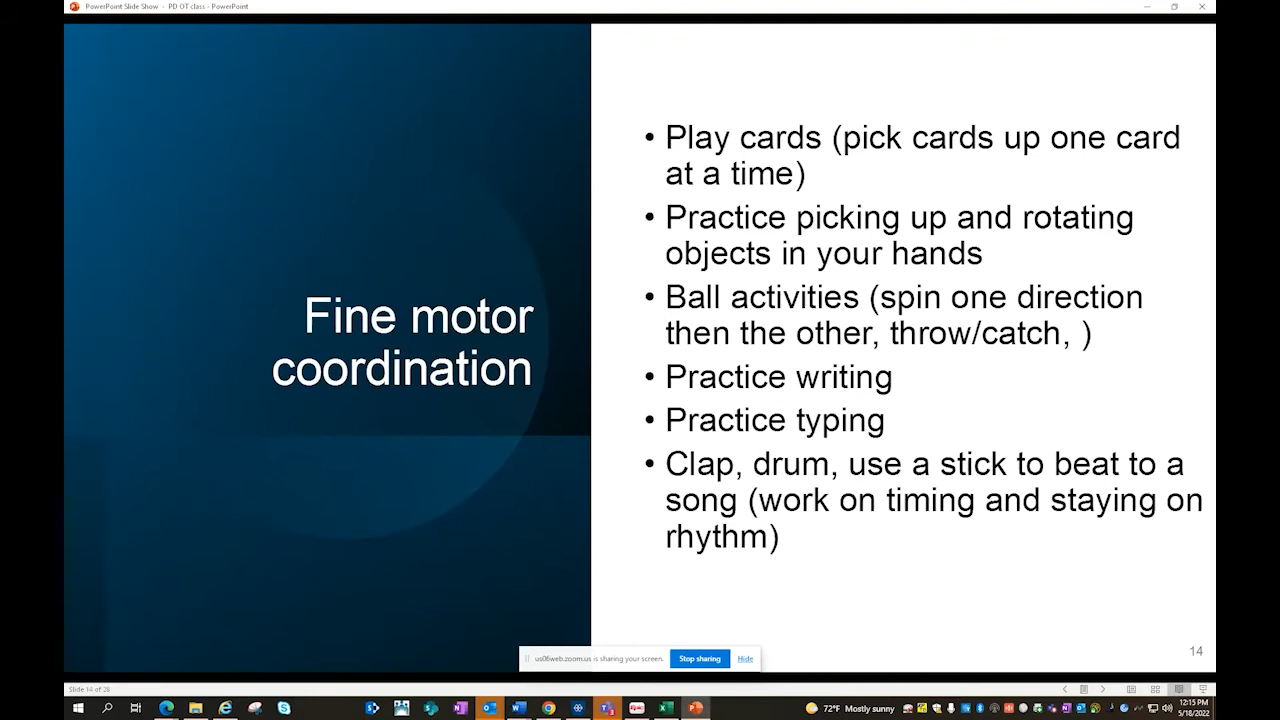 PowerPoint Slide Show - PD OT class - PowerPoint
Fine motor
coordination
• Play cards (pick cards up one card
at a time)
• Practice picking up and rotating
objects in your hands
• Ball activities (spin one direction
then the other, throw/catch, )
• Practice writing
• Practice typing
• Clap, drum, use a stick to beat to a
song (work on timing and staying on
rhythm)
14
us06web.zoom.us is sharing your screen. Stop sharing Hide
Slide 14 of 28
72°F Mostly sunny
12:15 PM
5/18/2022